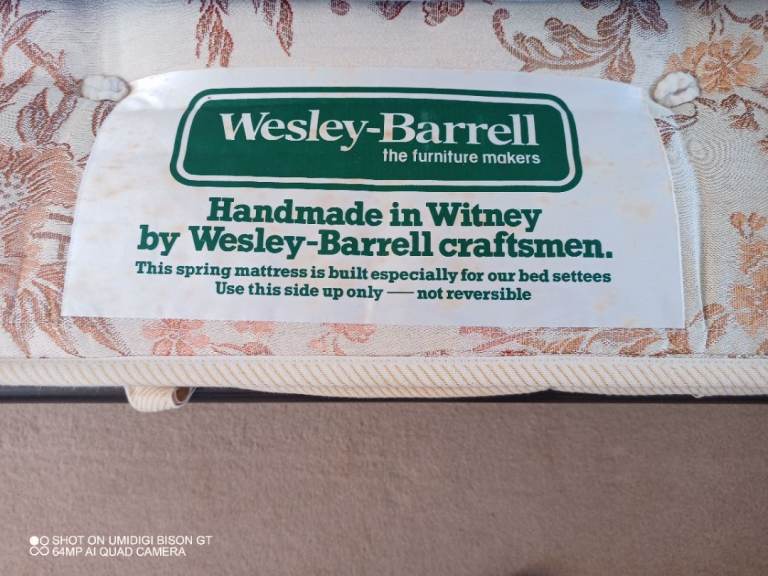 Wesley-Barrell
the furniture makers
Handmade in Witney
by Wesley-Barrell craftsmen.
This spring mattress is built especially for our bed settees
Use this side up only — not reversible
SHOT ON UMIDIGI BISON GT
64MP AI QUAD CAMERA